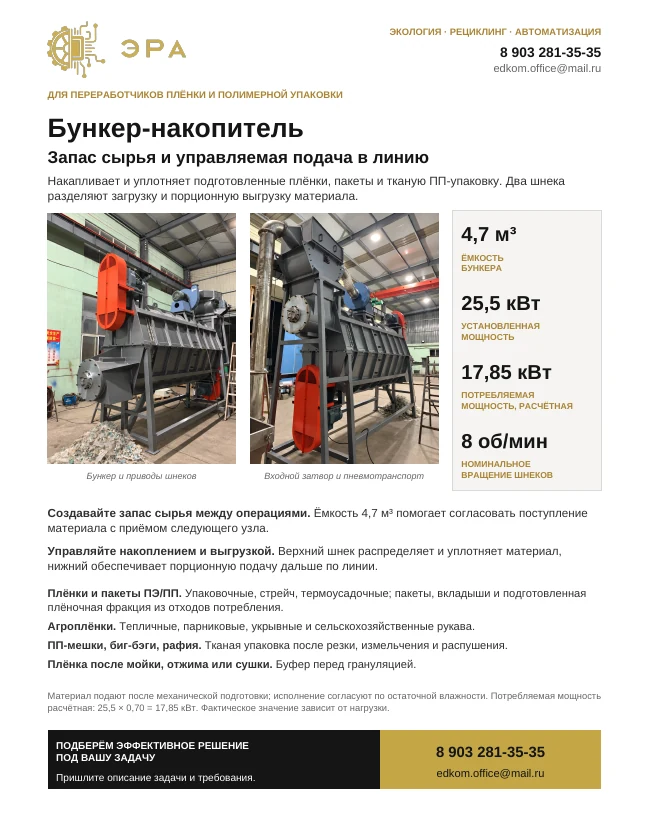 ЭРА
ЭКОЛОГИЯ · РЕЦИКЛИНГ · АВТОМАТИЗАЦИЯ
8 903 281-35-35
edkom.office@mail.ru
ДЛЯ ПЕРЕРАБОТЧИКОВ ПЛЁНКИ И ПОЛИМЕРНОЙ УПАКОВКИ
Бункер-накопитель
Запас сырья и управляемая подача в линию
Накапливает и уплотняет подготовленные плёнки, пакеты и тканую ПП-упаковку. Два шнека
разделяют загрузку и порционную выгрузку материала.
Бункер и приводы шнеков
Входной затвор и пневмотранспорт
4,7 м³
ЁМКОСТЬ
БУНКЕРА
25,5 кВт
УСТАНОВЛЕННАЯ
МОЩНОСТЬ
17,85 кВт
ПОТРЕБЛЯЕМАЯ
МОЩНОСТЬ, РАСЧЁТНАЯ
8 об/мин
НОМИНАЛЬНОЕ
ВРАЩЕНИЕ ШНЕКОВ
Создавайте запас сырья между операциями. Ёмкость 4,7 м³ помогает согласовать поступление
материала с приёмом следующего узла.
Управляйте накоплением и выгрузкой. Верхний шнек распределяет и уплотняет материал,
нижний обеспечивает порционную подачу дальше по линии.
Плёнки и пакеты ПЭ/ПП. Упаковочные, стрейч, термоусадочные; пакеты, вкладыши и подготовленная
плёночная фракция из отходов потребления.
Агроплёнки. Тепличные, парниковые, укрывные и сельскохозяйственные рукава.
ПП-мешки, биг-бэги, рафия. Тканая упаковка после резки, измельчения и распушения.
Плёнка после мойки, отжима или сушки. Буфер перед грануляцией.
Материал подают после механической подготовки; исполнение согласуют по остаточной влажности. Потребляемая мощность
расчётная: 25,5 × 0,70 = 17,85 кВт. Фактическое значение зависит от нагрузки.
ПОДБЕРЁМ ЭФФЕКТИВНОЕ РЕШЕНИЕ
ПОД ВАШУ ЗАДАЧУ
Пришлите описание задачи и требования.
8 903 281-35-35
edkom.office@mail.ru